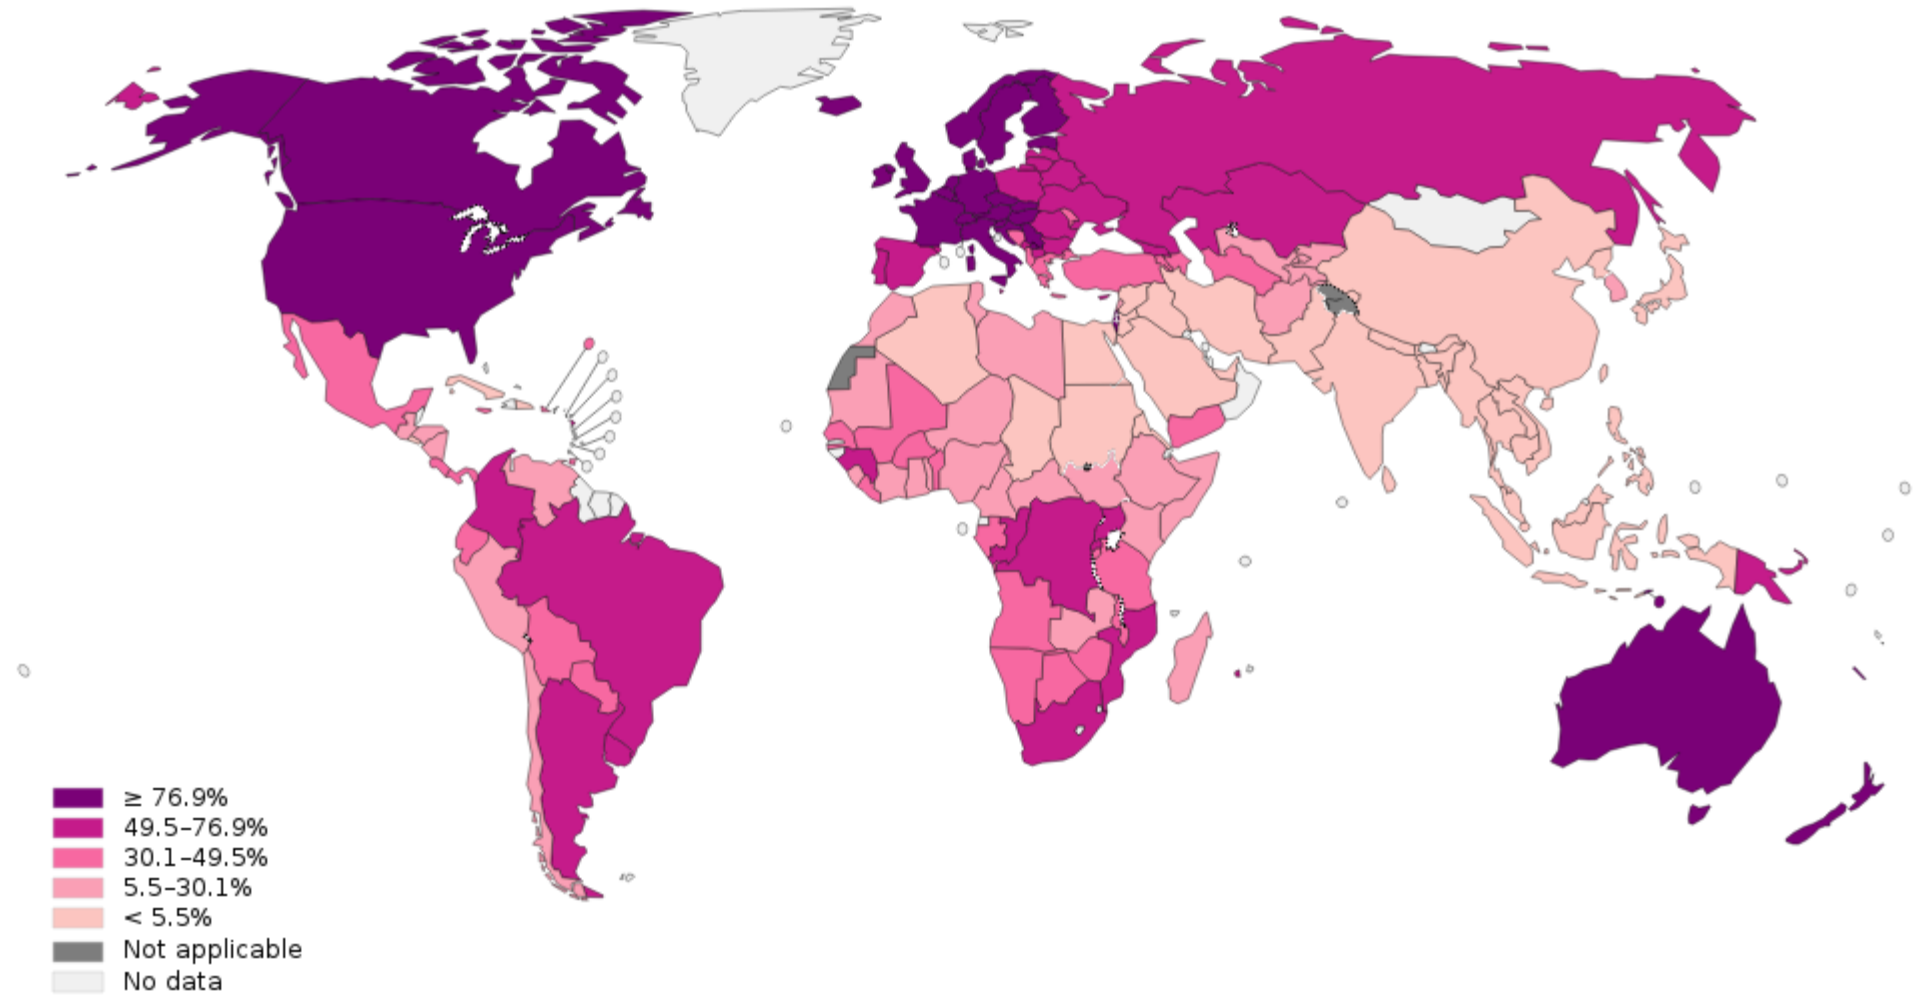 ≥ 76.9%
49.5–76.9%
30.1–49.5%
5.5–30.1%
< 5.5%
Not applicable
No data